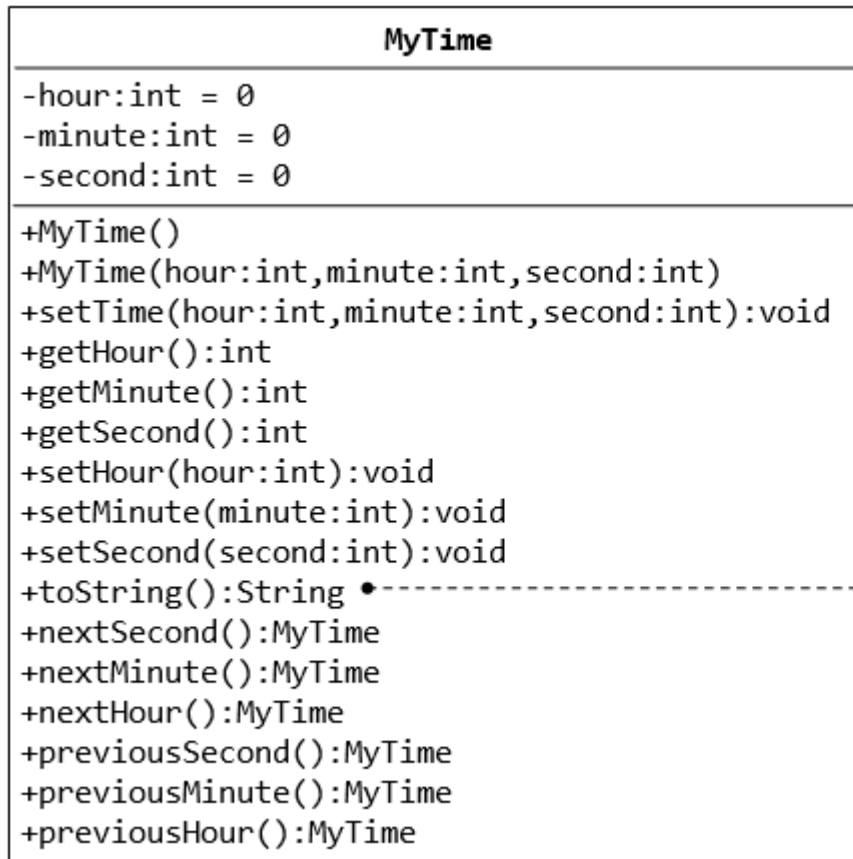 MyTime
-hour:int = 0
-minute:int = 0
-second:int = 0
+MyTime()
+MyTime(hour:int,minute:int,second:int)
+setTime(hour:int,minute:int,second:int):void
+getHour():int
+getMinute():int
+getSecond():int
+setHour(hour:int):void
+setMinute(minute:int):void
+setSecond(second:int):void
+toString():String
+nextSecond():MyTime
+nextMinute():MyTime
+nextHour():MyTime
+previousSecond():MyTime
+previousMinute():MyTime
+previousHour():MyTime